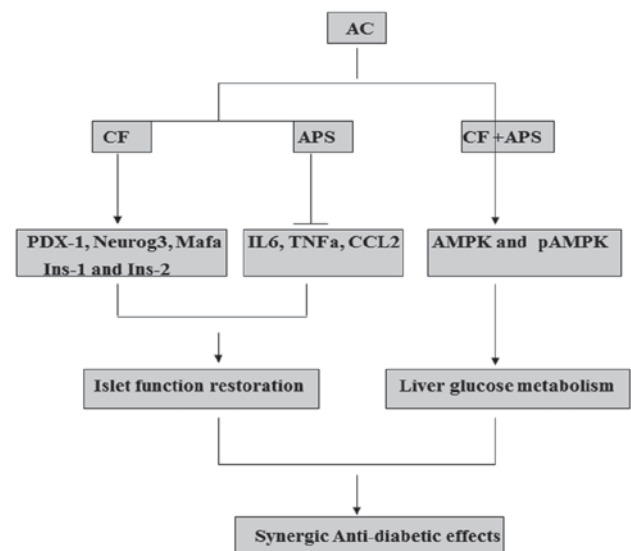 AC
CF
APS
CF +APS
PDX-1, Neurog3, Mafa
Ins-1 and Ins-2
IL6, TNFa, CCL2
AMPK and pAMPK
Islet function restoration
Liver glucose metabolism
Synergic Anti-diabetic effects